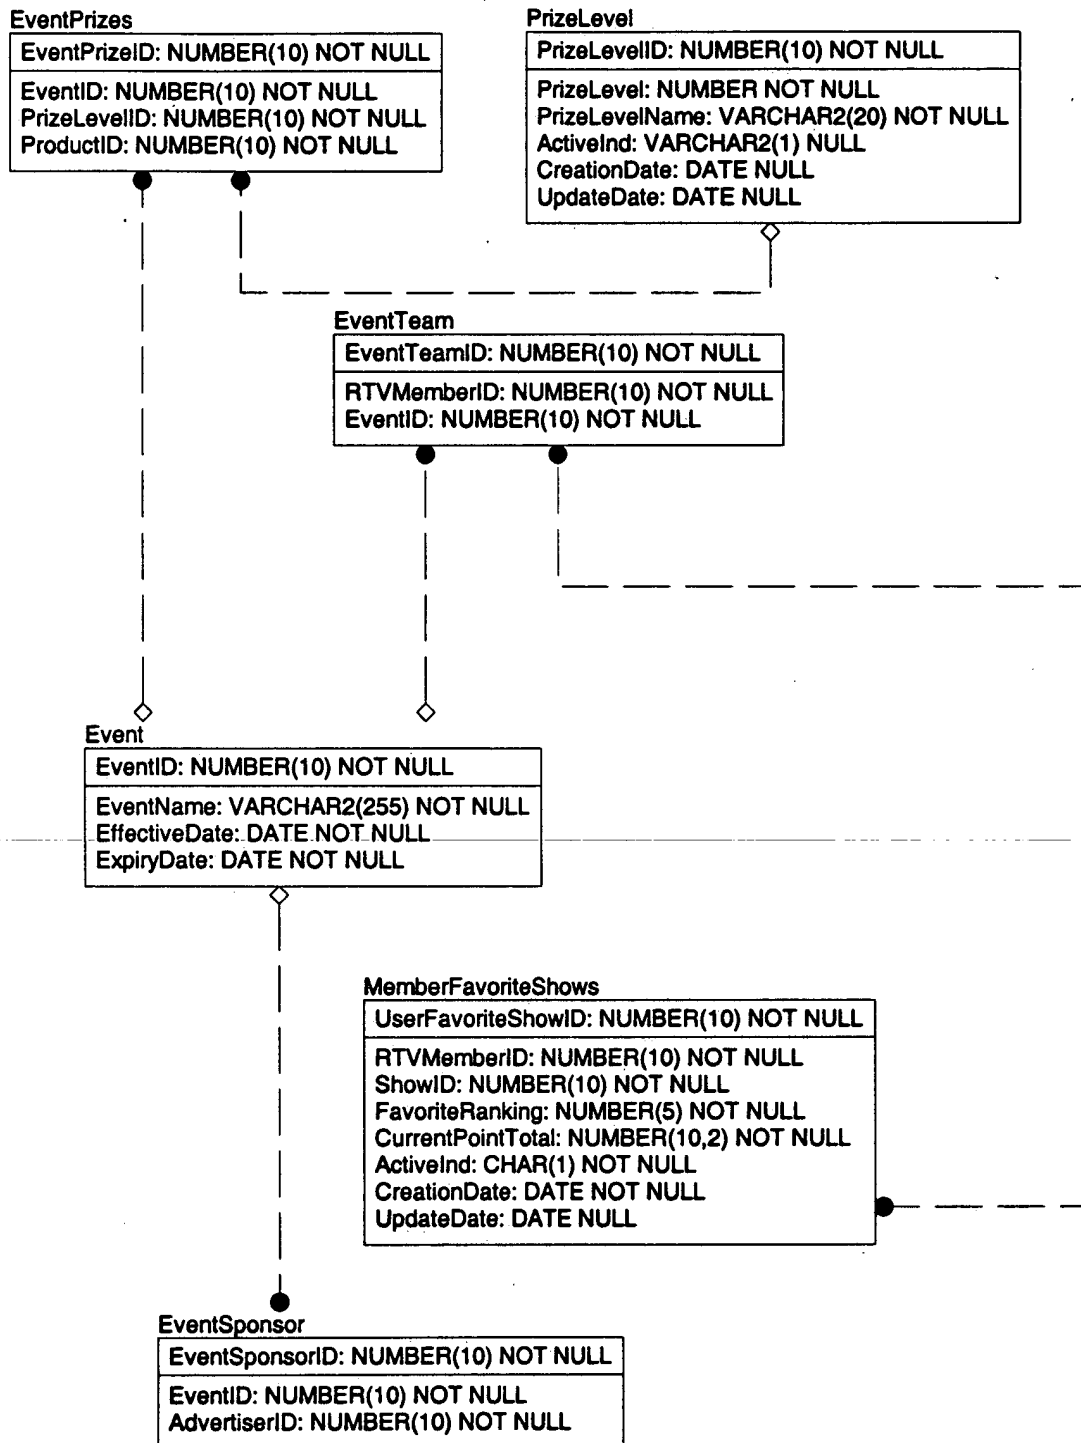 EventPrizes
EventPrizeID: NUMBER(10) NOT NULL
EventID: NUMBER(10) NOT NULL
PrizeLevelID: NUMBER(10) NOT NULL
ProductID: NUMBER(10) NOT NULL
PrizeLevel
PrizeLevelID: NUMBER(10) NOT NULL
PrizeLevel: NUMBER NOT NULL
PrizeLevelName: VARCHAR2(20) NOT NULL
ActiveInd: VARCHAR2(1) NULL
CreationDate: DATE NULL
UpdateDate: DATE NULL
EventTeam
EventTeamID: NUMBER(10) NOT NULL
RTVMemberID: NUMBER(10) NOT NULL
EventID: NUMBER(10) NOT NULL
Event
EventID: NUMBER(10) NOT NULL
EventName: VARCHAR2(255) NOT NULL
EffectiveDate: DATE NOT NULL
ExpiryDate: DATE NOT NULL
MemberFavoriteShows
UserFavoriteShowID: NUMBER(10) NOT NULL
RTVMemberID: NUMBER(10) NOT NULL
ShowID: NUMBER(10) NOT NULL
FavoriteRanking: NUMBER(5) NOT NULL
CurrentPointTotal: NUMBER(10,2) NOT NULL
ActiveInd: CHAR(1) NOT NULL
CreationDate: DATE NOT NULL
UpdateDate: DATE NULL
EventSponsor
EventSponsorID: NUMBER(10) NOT NULL
EventID: NUMBER(10) NOT NULL
AdvertiserID: NUMBER(10) NOT NULL